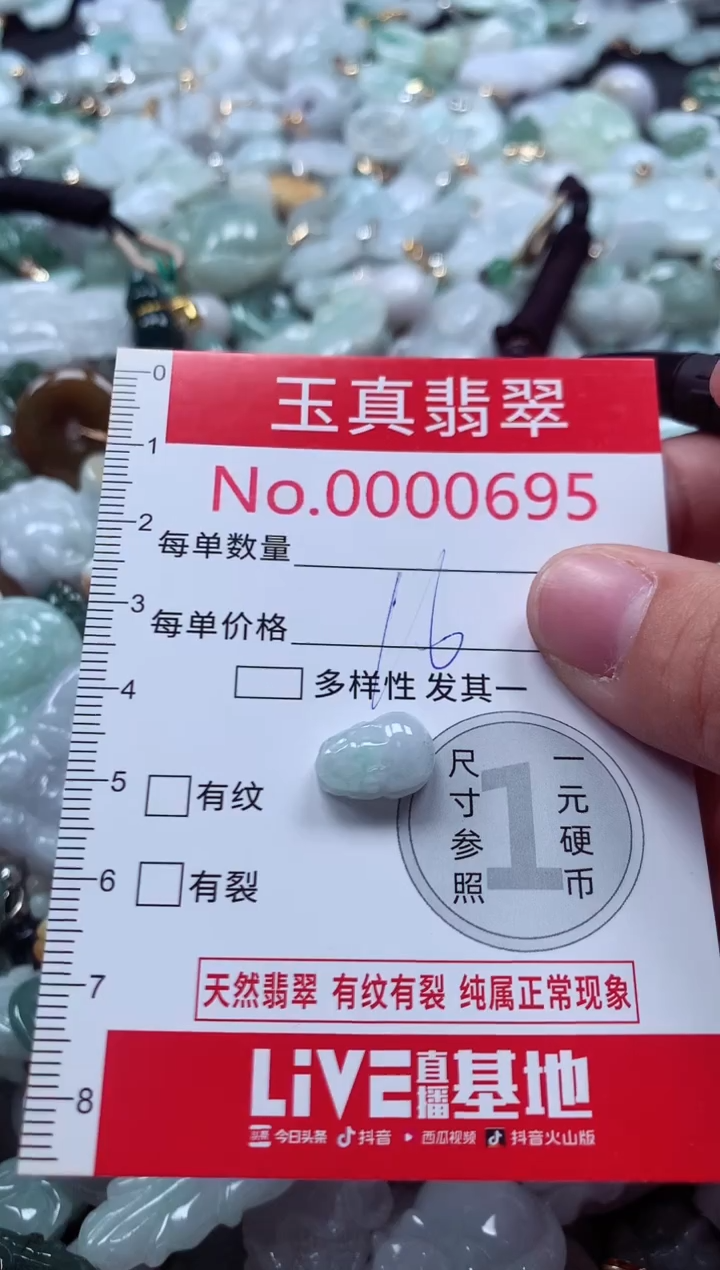 0
玉真翡翠
1
No.0000695
2
每单数量
3
每单价格
16
4
多样性 发其一
5
有纹
尺寸参照
1
一元硬币
6
有裂
天然翡翠 有纹有裂 纯属正常现象
7
LiVE直播基地
8
头条 今日头条 抖音 西瓜视频 抖音火山版